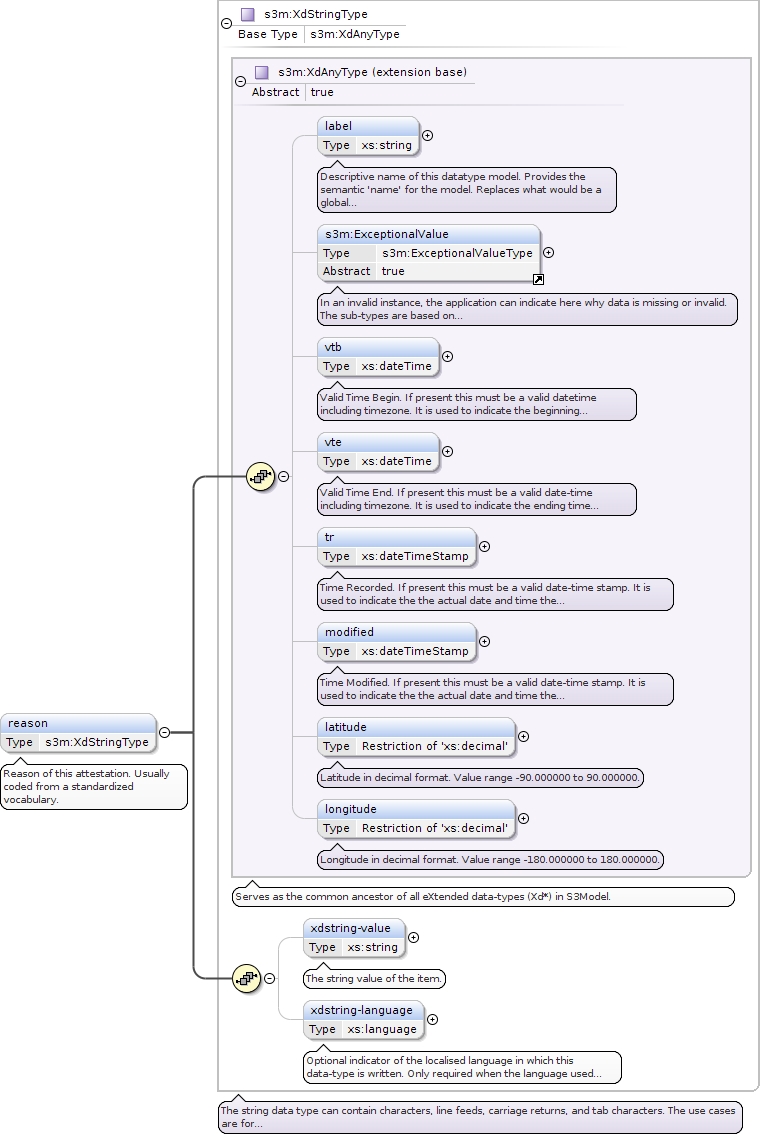 s3m:XdStringType
Base Type s3m:XdAnyType
s3m:XdAnyType (extension base)
Abstract true
label
Type xs:string
Descriptive name of this datatype model. Provides the
semantic 'name' for the model. Replaces what would be a
global...
s3m:ExceptionalValue
Type s3m:ExceptionalValueType
Abstract true
In an invalid instance, the application can indicate here why data is missing or invalid.
The sub-types are based on...
vtb
Type xs:dateTime
Valid Time Begin. If present this must be a valid datetime
including timezone. It is used to indicate the beginning...
vte
Type xs:dateTime
Valid Time End. If present this must be a valid date-time
including timezone. It is used to indicate the ending time...
tr
Type xs:dateTimeStamp
Time Recorded. If present this must be a valid date-time stamp. It is
used to indicate the the actual date and time the...
modified
Type xs:dateTimeStamp
Time Modified. If present this must be a valid date-time stamp. It is
used to indicate the the actual date and time the...
latitude
Type Restriction of 'xs:decimal'
Latitude in decimal format. Value range -90.000000 to 90.000000.
longitude
Type Restriction of 'xs:decimal'
Longitude in decimal format. Value range -180.000000 to 180.000000.
reason
Type s3m:XdStringType
Reason of this attestation. Usually
coded from a standardized
vocabulary.
Serves as the common ancestor of all eXtended data-types (Xd*) in S3Model.
xdstring-value
Type xs:string
The string value of the item.
xdstring-language
Type xs:language
Optional indicator of the localised language in which this
data-type is written. Only required when the language used...
The string data type can contain characters, line feeds, carriage returns, and tab characters. The use cases
are for...